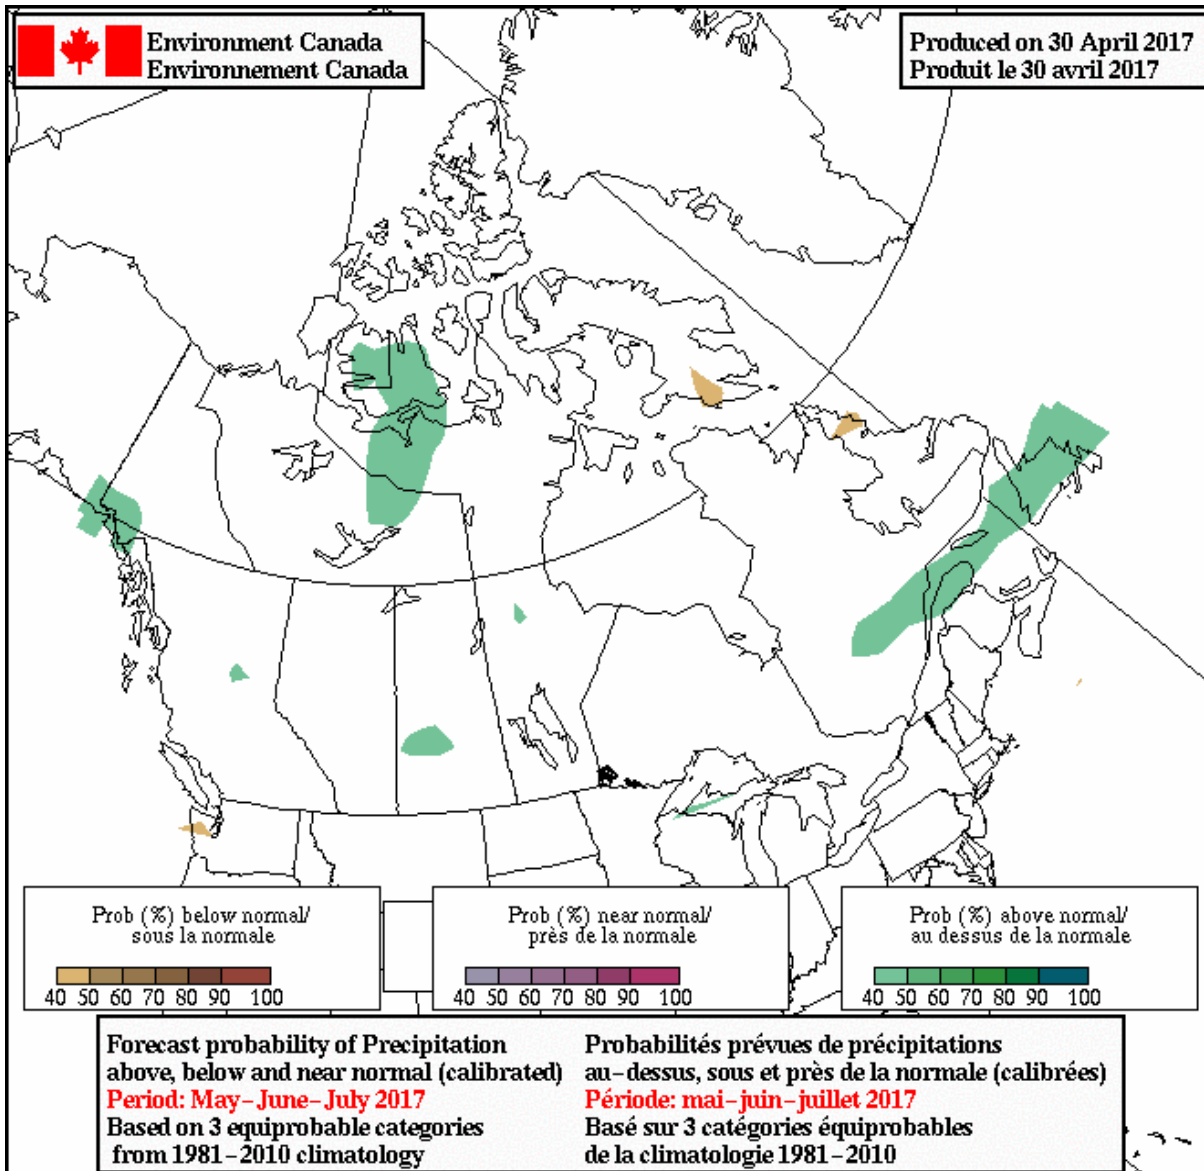 Environment Canada
Environnement Canada
Produced on 30 April 2017
Produit le 30 avril 2017
Prob (%) below normal/
sous la normale
40 50 60 70 80 90 100
Prob (%) near normal/
près de la normale
40 50 60 70 80 90 100
Prob (%) above normal/
au dessus de la normale
40 50 60 70 80 90 100
Forecast probability of Precipitation
above, below and near normal (calibrated)
Period: May-June-July 2017
Based on 3 equiprobable categories
from 1981-2010 climatology
Probabilités prévues de précipitations
au-dessus, sous et près de la normale (calibrées)
Période: mai-juin-juillet 2017
Basé sur 3 catégories équiprobables
de la climatologie 1981-2010